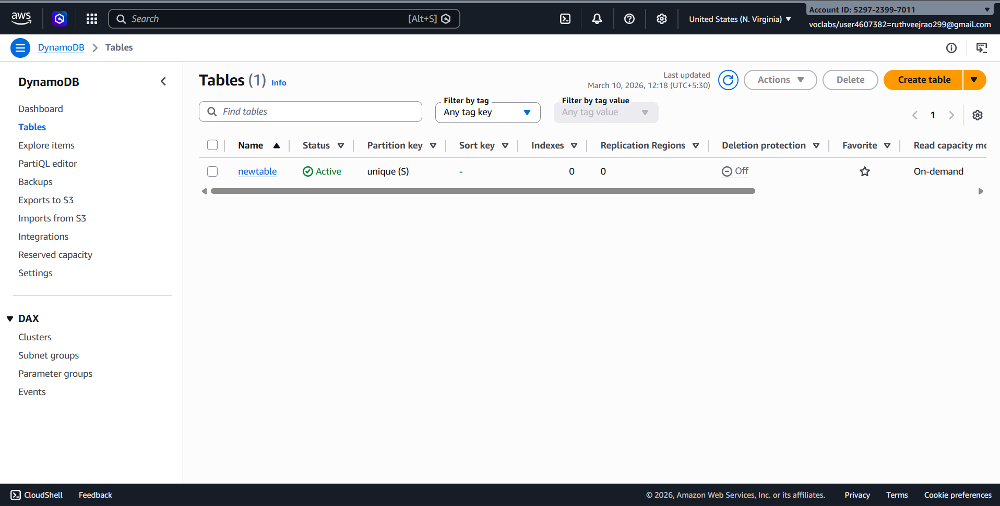 aws
Search [Alt+S]
United States (N. Virginia)
Account ID: 5297-2399-7011
voclabs/user4607382=ruthveejrao299@gmail.com
DynamoDB > Tables
DynamoDB
Dashboard
Tables
Explore items
PartiQL editor
Backups
Exports to S3
Imports from S3
Integrations
Reserved capacity
Settings
DAX
Clusters
Subnet groups
Parameter groups
Events
Tables (1) Info
Last updated
March 10, 2026, 12:18 (UTC+5:30)
Actions
Delete
Create table
Find tables
Filter by tag
Any tag key
Filter by tag value
Any tag value
1
Name Status Partition key Sort key Indexes Replication Regions Deletion protection Favorite Read capacity mo
newtable Active unique (S) - 0 0 Off On-demand
CloudShell Feedback © 2026, Amazon Web Services, Inc. or its affiliates. Privacy Terms Cookie preferences